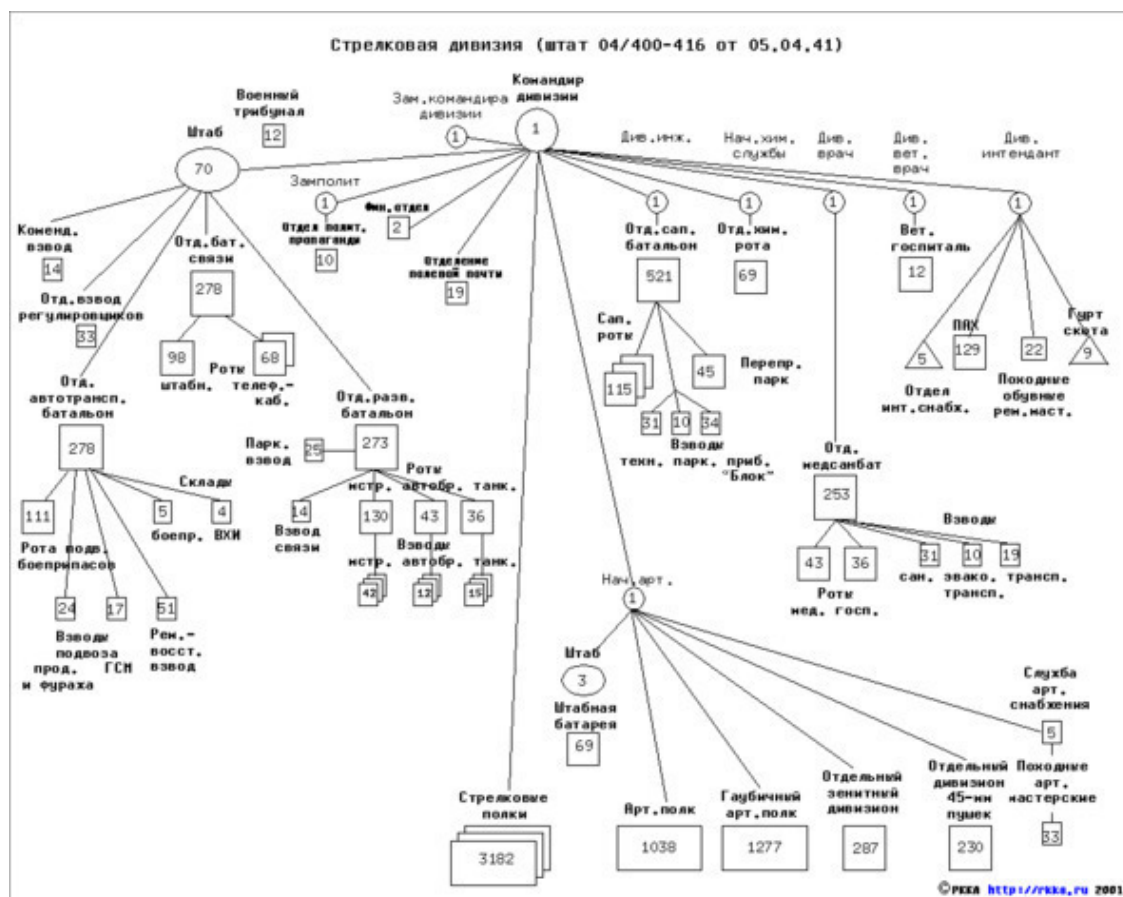 Стрелковая дивизия (штат 04/400-416 от 05.04.41)
Командир
дивизии
1
Зам.командира
дивизии
1
Военный
трибунал
12
Штаб
70
Див.инж.
1
Нач.хим.
службы
1
Див.
врач
1
Див.
вет.
врач
1
Див.
интендант
1
Замполит
1
Отдел полит.
пропаганди
10
Фин.отдел
2
Отделение
полевой почти
19
Коменд.
взвод
14
Отд.взвод
регулировщиков
33
Отд.бат.
связи
278
98
штабн.
Роты
68
телеф.-
каб.
Отд.сап.
батальон
521
Сап.
роты
115
45
Перепр.
парк
31
10
34
Взводы
техн. парк. приб.
"Блок"
Отд.хим.
рота
69
Вет.
госпиталь
12
5
Отдел
инт.снабж.
ПАХ
129
22
Походные
обувные
рем.маст.
Гурт
скота
9
Отд.
автотрансп.
батальон
278
111
Рота подв.
боеприпасов
24
17
Взводы
подвоза
прод. ГСМ
и фураха
51
Рем.-
восст.
взвод
Склады
5
4
боепр. ВХИ
Отд.разв.
батальон
273
Парк.
взвод
25
14
Взвод
связи
Роты
мстр. автобр. танк.
130
43
36
Взводы
мстр. автобр. танк.
42
12
15
Отд.
медсанбат
253
43
36
Роты
мед. госп.
Взводы
31
10
19
сан. эвако. трансп.
трансп.
Нач.арт.
1
Штаб
3
Штабная
батарея
69
Служба
арт.
снабжения
5
Походные
арт.
мастерские
33
Стрелковые
полки
3182
Арт.полк
1038
Гаубичный
арт.полк
1277
Отдельный
зенитный
дивизион
287
Отдельный
дивизион
45-мм
пушек
230
©РККА http://rkka.ru 2001